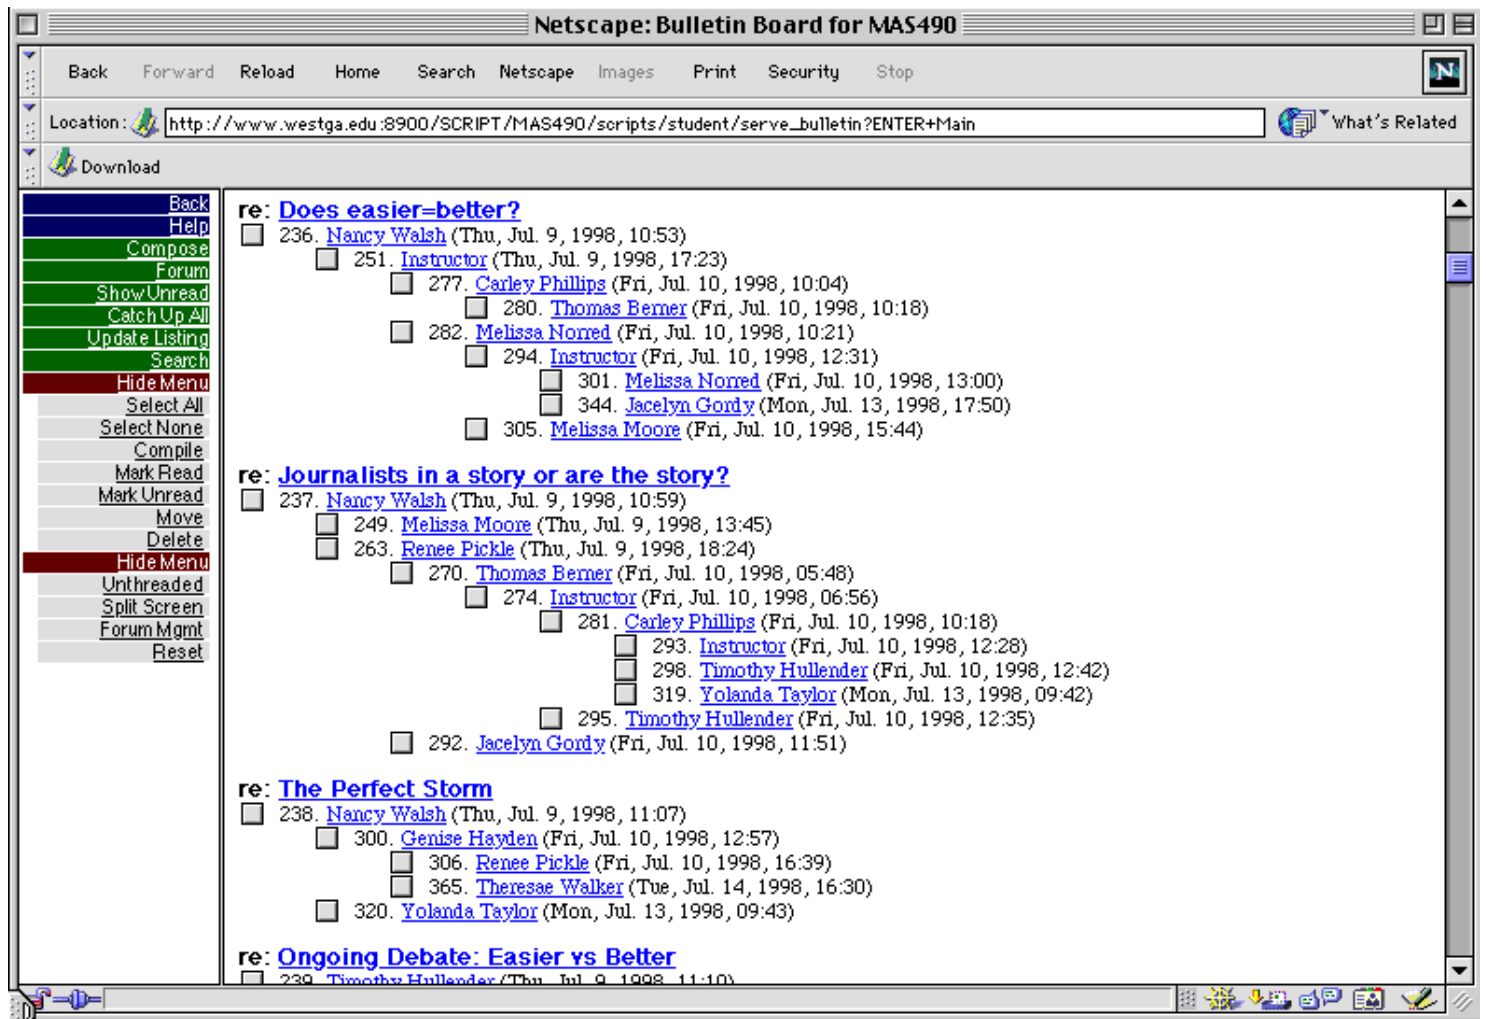 Netscape: Bulletin Board for MAS490
Back Forward Reload Home Search Netscape Images Print Security Stop
N
Location: http://www.westga.edu:8900/SCRIPT/MAS490/scripts/student/serve_bulletin?ENTER+Main What's Related
Download
Back
Help
Compose
Forum
Show Unread
Catch Up All
Update Listing
Search
Hide Menu
Select All
Select None
Compile
Mark Read
Mark Unread
Move
Delete
Hide Menu
Unthreaded
Split Screen
Forum Mgmt
Reset
re: Does easier=better?
236. Nancy Walsh (Thu, Jul. 9, 1998, 10:53)
251. Instructor (Thu, Jul. 9, 1998, 17:23)
277. Carley Phillips (Fri, Jul. 10, 1998, 10:04)
280. Thomas Berner (Fri, Jul. 10, 1998, 10:18)
282. Melissa Norred (Fri, Jul. 10, 1998, 10:21)
294. Instructor (Fri, Jul. 10, 1998, 12:31)
301. Melissa Norred (Fri, Jul. 10, 1998, 13:00)
344. Jacelyn Gordy (Mon, Jul. 13, 1998, 17:50)
305. Melissa Moore (Fri, Jul. 10, 1998, 15:44)
re: Journalists in a story or are the story?
237. Nancy Walsh (Thu, Jul. 9, 1998, 10:59)
249. Melissa Moore (Thu, Jul. 9, 1998, 13:45)
263. Renee Pickle (Thu, Jul. 9, 1998, 18:24)
270. Thomas Berner (Fri, Jul. 10, 1998, 05:48)
274. Instructor (Fri, Jul. 10, 1998, 06:56)
281. Carley Phillips (Fri, Jul. 10, 1998, 10:18)
293. Instructor (Fri, Jul. 10, 1998, 12:28)
298. Timothy Hullender (Fri, Jul. 10, 1998, 12:42)
319. Yolanda Taylor (Mon, Jul. 13, 1998, 09:42)
295. Timothy Hullender (Fri, Jul. 10, 1998, 12:35)
292. Jacelyn Gordy (Fri, Jul. 10, 1998, 11:51)
re: The Perfect Storm
238. Nancy Walsh (Thu, Jul. 9, 1998, 11:07)
300. Genise Hayden (Fri, Jul. 10, 1998, 12:57)
306. Renee Pickle (Fri, Jul. 10, 1998, 16:39)
365. Theresae Walker (Tue, Jul. 14, 1998, 16:30)
320. Yolanda Taylor (Mon, Jul. 13, 1998, 09:43)
re: Ongoing Debate: Easier vs Better
239. Timothy Hullender (Thu, Jul. 9, 1998, 11:10)